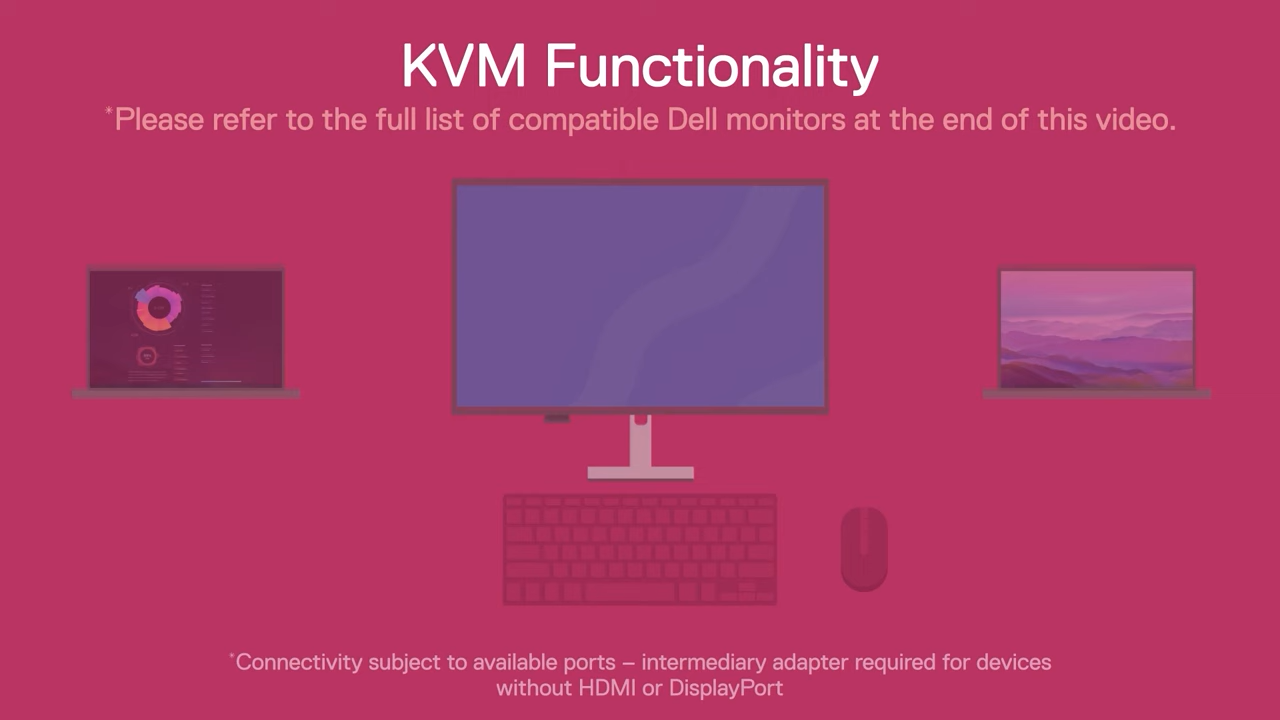 KVM Functionality
*Please refer to the full list of compatible Dell monitors at the end of this video.
*Connectivity subject to available ports – intermediary adapter required for devices
without HDMI or DisplayPort